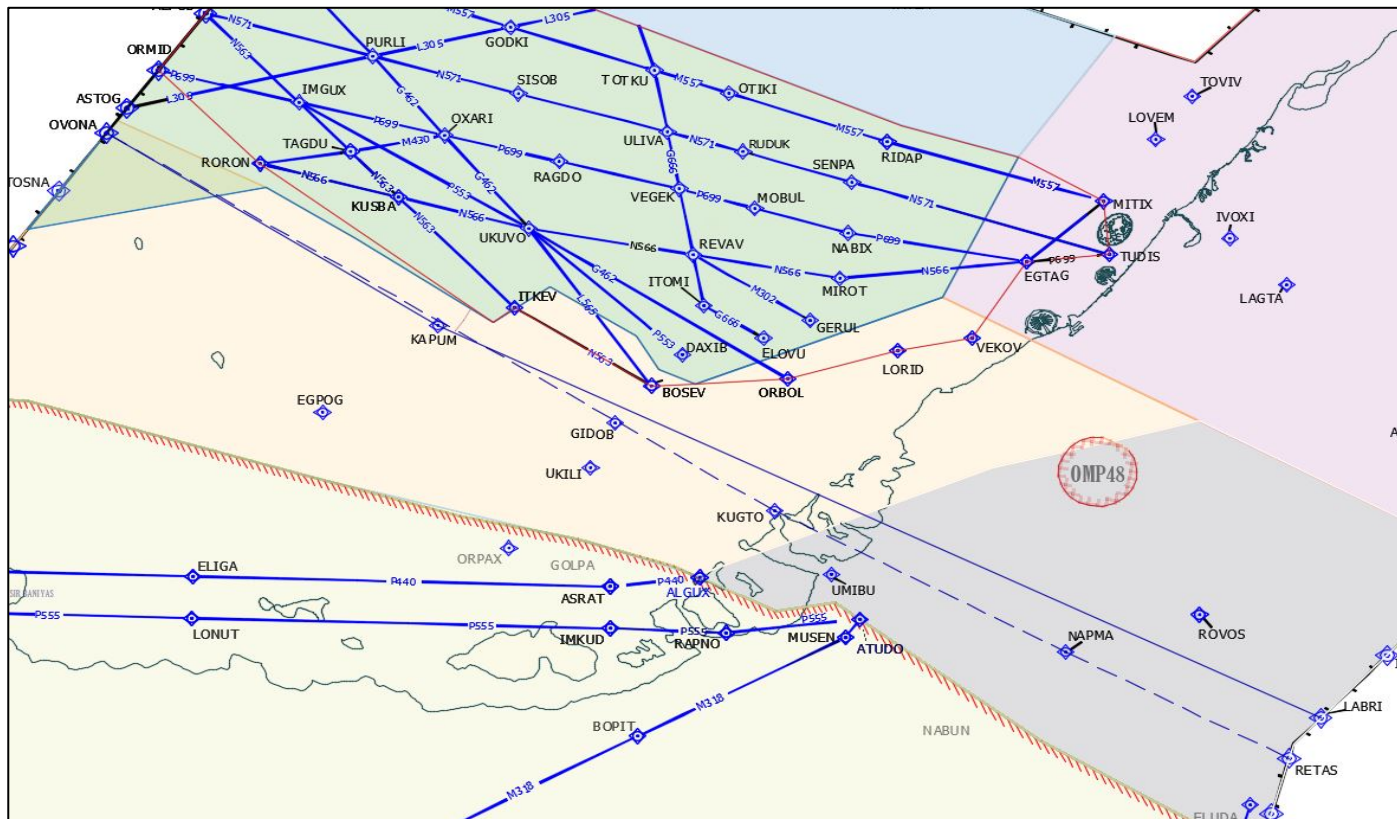 M557
L305
N571
GODKI
PURLI
L305
ORMID
N563
P699
TOTKU
M557
TOVIV
N571
SISOB
OTIKI
IMGUX
ASTOG
L309
G462
LOVEM
OVONA
P699
OXARI
M430
TAGDU
ULIVA
N571
RUDUK
M557
RIDAP
RORON
P699
G666
SENPA
TOSNA
N566
N563
RAGDO
P553
G462
VEGEK
P699
MOBUL
N571
M557
MITIX
KUSBA
N566
N563
IVOXI
UKUVO
N566
REVAV
NABIX
P699
P699
TUDIS
G462
N566
N566
EGTAG
ITOMI
M302
MIROT
LAGTA
ITKEV
L565
G666
GERUL
KAPUM
P553
N563
DAXIB
ELOVU
VEKOV
LORID
BOSEV
ORBOL
EGPOG
GIDOB
UKILI
OMP48
KUGTO
ORPAX
GOLPA
ELIGA
P440
P440
ALGUX
UMIBU
ASRAT
SIR BANIYAS
P555
LONUT
P555
IMKUD
P555
RAPNO
P555
MUSEN
ATUDO
ROVOS
NAPMA
M318
BOPIT
NABUN
LABRI
RETAS
M318